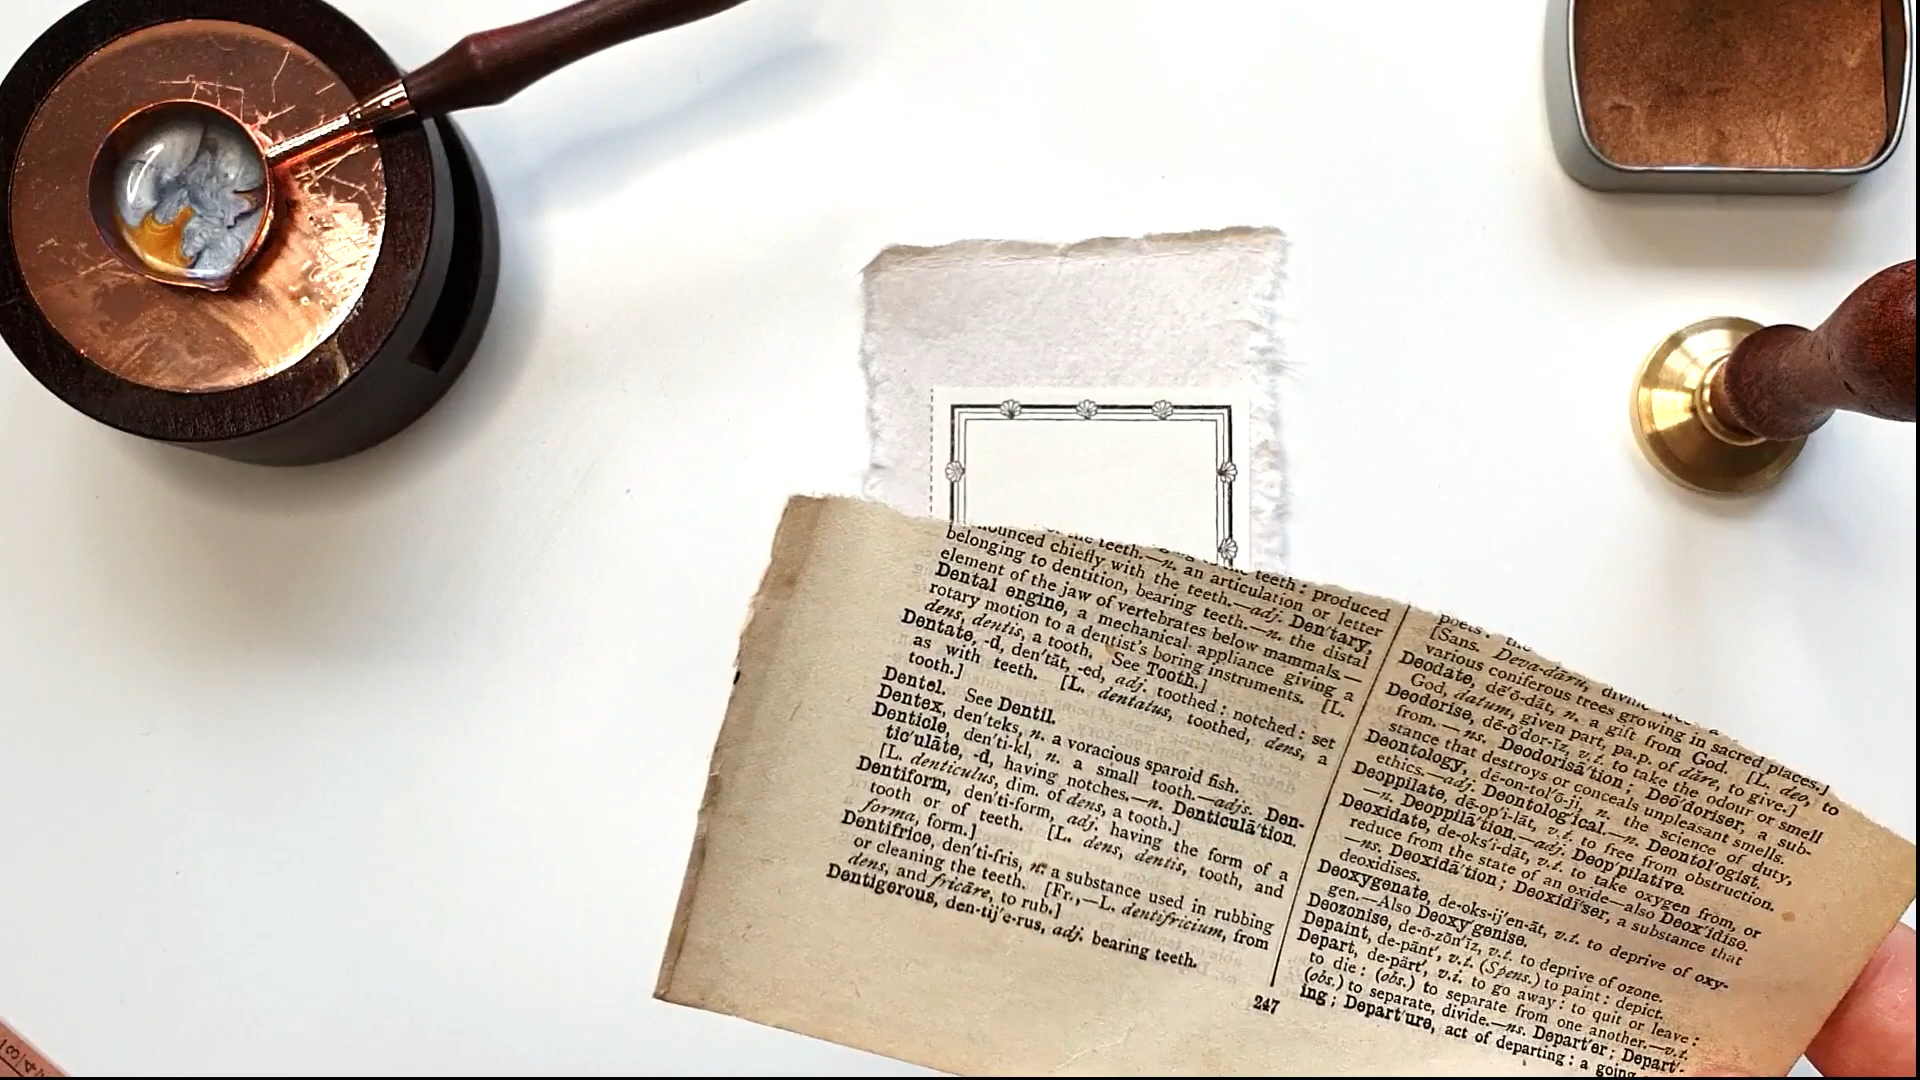 nounced chiefly with the teeth.—n. an articulation or letter
belonging to dentition, bearing teeth.—adj. Den′tary,
element of the jaw of vertebrates below mammals.—
Dental engine, a mechanical appliance giving a
rotary motion to a dentist's boring instruments. [L.
dens, dentis, a tooth. See Tooth.]
Dentate, -d, den′tāt, -ed, adj. toothed: notched: set
as with teeth. [L. dentatus, toothed, dens, a
tooth.]
Dentel. See Dentil.
Dentex, den′teks, n. a voracious sparoid fish.
Denticle, den′ti-kl, n. a small tooth.—adjs. Den-
tic′ulāte, -d, having notches.—n. Denticulā′tion.
[L. denticulus, dim. of dens, a tooth.]
Dentiform, den′ti-form, adj. having the form of a
tooth or of teeth. [L. dens, dentis, tooth, and
forma, form.]
Dentifrice, den′ti-fris, n. a substance used in rubbing
or cleaning the teeth. [Fr.,—L. dentifricium, from
dens, and fricāre, to rub.]
Dentigerous, den-tij′e-rus, adj. bearing teeth.
poets: the
[Sans. Deva-dāru, divine
various coniferous trees growing in sacred places.]
Deodate, dē′ō-dāt, n. a gift from God. [L. deo, to
God, datum, given part, pa.p. of dāre, to give.]
Deodorise, dē-ō′dor-īz, v.t. to take the odour or smell
from.—ns. Deodorisā′tion; Deō′doriser, a sub-
stance that destroys or conceals unpleasant smells.
Deontology, dē-on-tol′ō-ji, n. the science of duty,
ethics.—adj. Deontolog′ical.—n. Deontol′ogist.
Deoppilate, dē-op′i-lāt, v.t. to free from obstruction.
—n. Deoppilā′tion.—adj. Deop′pilative.
Deoxidate, de-oks′i-dāt, v.t. to take oxygen from, or
reduce from the state of an oxide—also Deox′idise.
—ns. Deoxidā′tion; Deoxidī′ser, a substance that
deoxidises.
Deoxygenate, de-oks-ij′en-āt, v.t. to deprive of oxy-
gen.—Also Deoxy′genise.
Deozonise, de-ō-zōn′īz, v.t. to deprive of ozone.
Depaint, de-pānt′, v.t. (Spens.) to paint: depict.
Depart, de-pärt′, v.i. to go away: to quit or leave:
to die: (obs.) to separate from one another.—v.t.
(obs.) to separate, divide.—ns. Depart′er; Depart′-
ing; Depart′ure, act of departing: a going
247